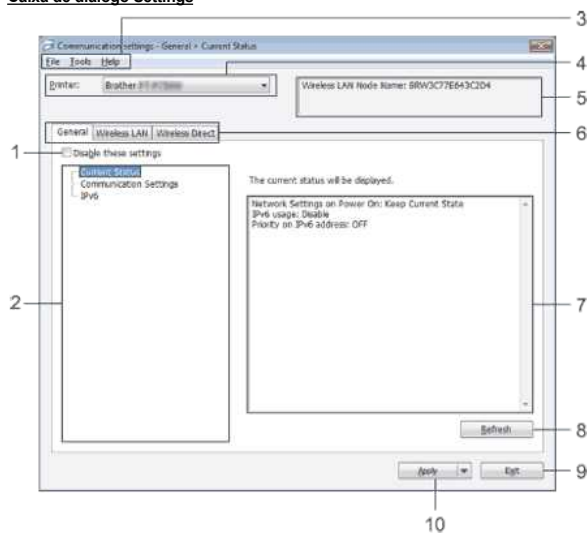 Caixa de diálogo Settings
3
Communication settings - General > Current Status
File Tools Help
4
Printer: Brother
Wireless LAN Node Name: BRW3C77E643C2D4
5
General Wireless LAN Wireless Direct
6
1
Disable these settings
Current Status
Communication Settings
IPv6
The current status will be displayed.
Network Settings on Power On: Keep Current State
IPv6 usage: Disable
Priority on IPv6 address: OFF
2
7
Refresh
8
Apply
Exit
9
10